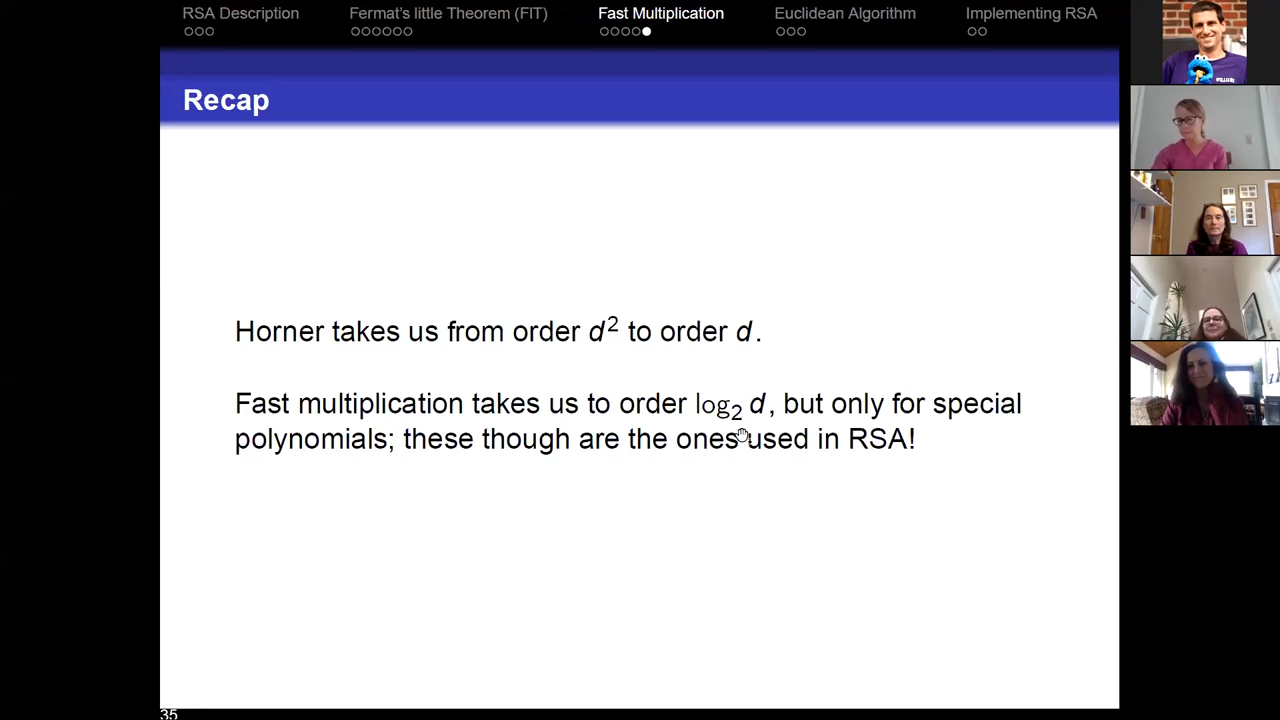 RSA Description Fermat's little Theorem (FlT) Fast Multiplication Euclidean Algorithm Implementing RSA
Recap
Horner takes us from order d² to order d.
Fast multiplication takes us to order log₂ d, but only for special
polynomials; these though are the ones used in RSA!
35